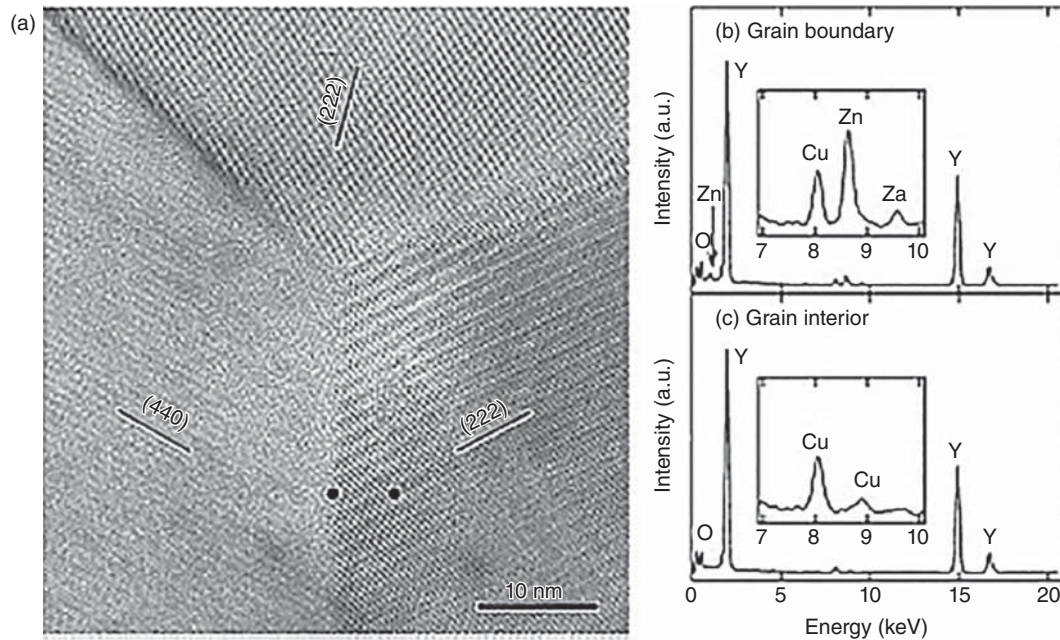 (a)
(222)
(440)
(222)
10 nm
(b) Grain boundary
Y
Zn
Cu
Za
Zn
O
Y
Y
7 8 9 10
Intensity (a.u.)
(c) Grain interior
Y
Cu
Cu
O
Y
Y
7 8 9 10
Intensity (a.u.)
0 5 10 15 20
Energy (keV)